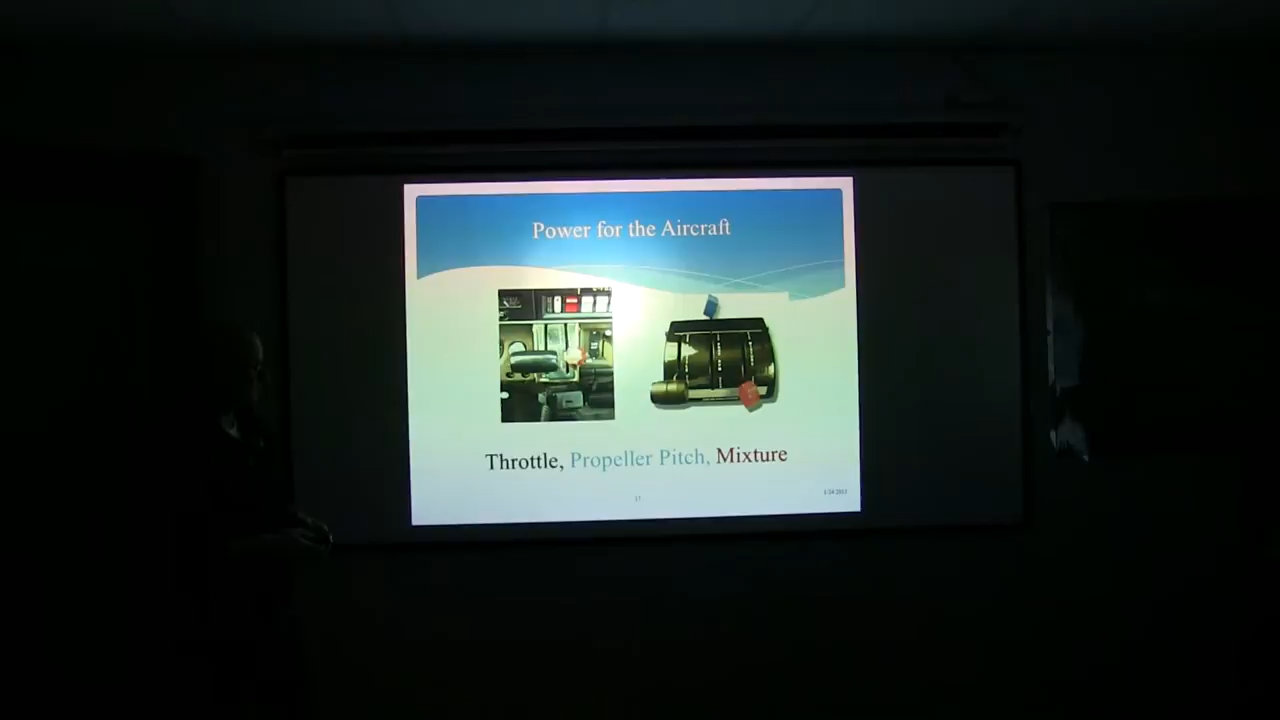 Power for the Aircraft
Throttle, Propeller Pitch, Mixture